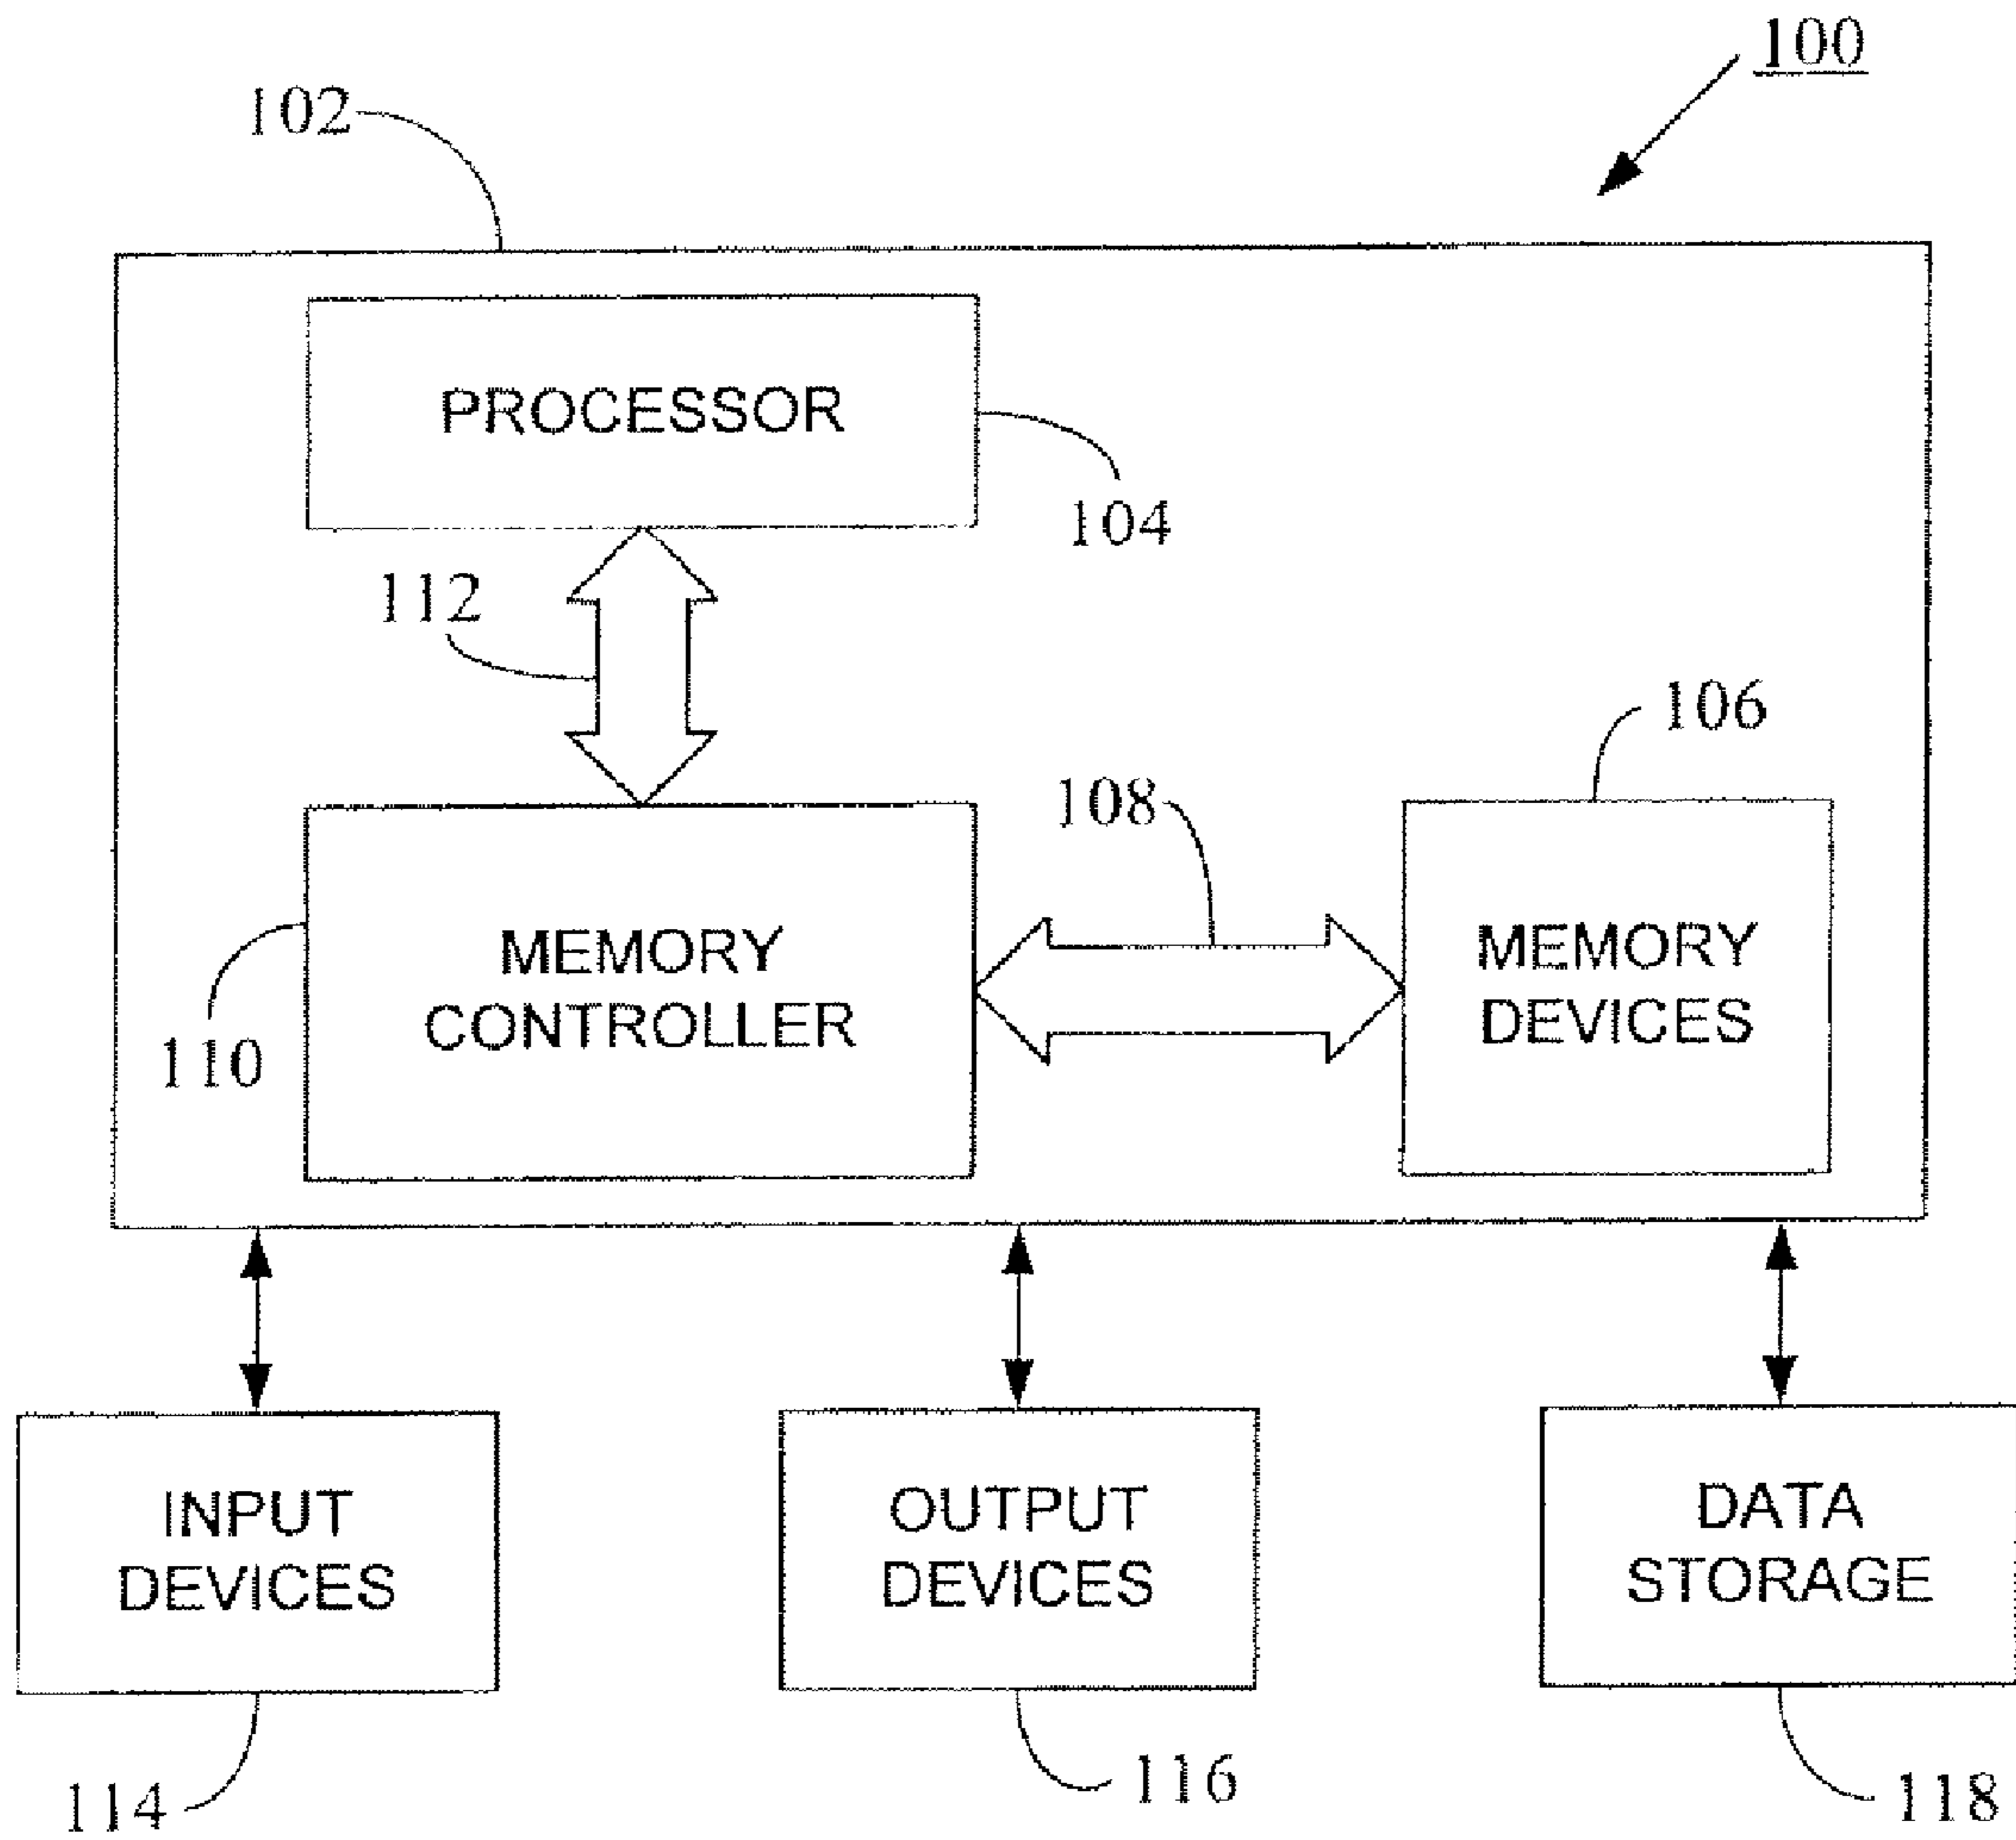 100
102
PROCESSOR
104
112
106
108
MEMORY
CONTROLLER
110
MEMORY
DEVICES
INPUT
DEVICES
OUTPUT
DEVICES
DATA
STORAGE
114
116
118